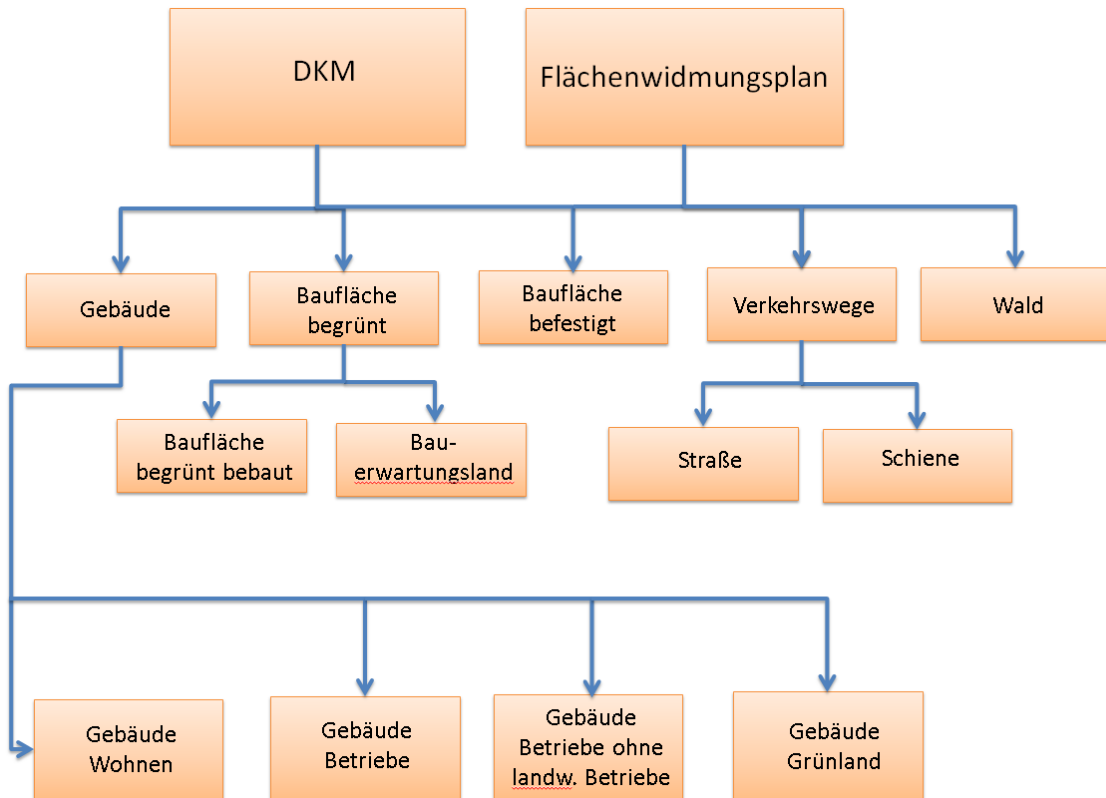 DKM
Flächenwidmungsplan
Gebäude
Baufläche
begrünt
Baufläche
befestigt
Verkehrswege
Wald
Baufläche
begrünt bebaut
Bau-
erwartungsland
Straße
Schiene
Gebäude
Wohnen
Gebäude
Betriebe
Gebäude
Betriebe ohne
landw. Betriebe
Gebäude
Grünland